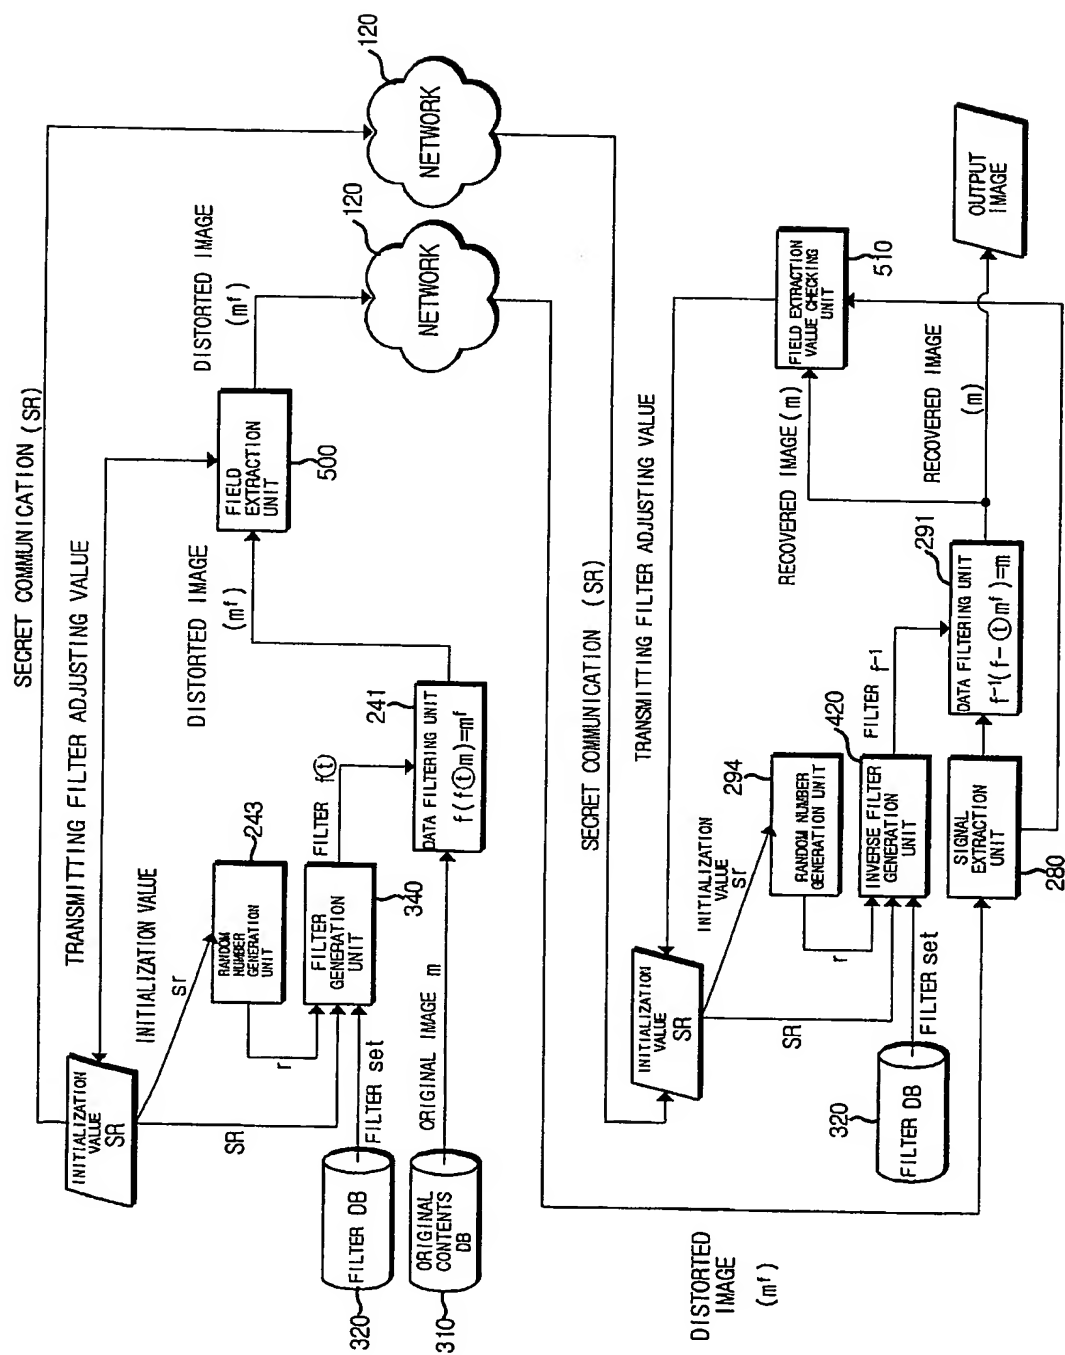 SECRET COMMUNICATION (SR)
TRANSMITTING FILTER ADJUSTING VALUE
INITIALIZATION
VALUE
SR
INITIALIZATION VALUE
sr
243
RANDOM
NUMBER
GENERATION
UNIT
r
SR
FILTER
GENERATION
UNIT
340
FILTER set
FILTER DB
320
FILTER f(t)
241
DATA FILTERING UNIT
f(f(t)m)=mᶠ
ORIGINAL IMAGE m
ORIGINAL
CONTENTS
DB
310
DISTORTED IMAGE
(mᶠ)
FIELD
EXTRACTION
UNIT
500
DISTORTED IMAGE
(mᶠ)
NETWORK
120
NETWORK
120
SECRET COMMUNICATION (SR)
TRANSMITTING FILTER ADJUSTING VALUE
INITIALIZATION
VALUE
SR
INITIALIZATION
VALUE
sr
294
RANDOM NUMBER
GENERATION UNIT
r
SR
420
INVERSE FILTER
GENERATION
UNIT
FILTER set
FILTER DB
320
FILTER f-1
291
DATA FILTERING UNIT
f-1(f-(t)mᶠ)=m
SIGNAL
EXTRACTION
UNIT
280
DISTORTED
IMAGE
(mᶠ)
RECOVERED IMAGE(m)
RECOVERED IMAGE
(m)
FIELD EXTRACTION
VALUE CHECKING
UNIT
510
OUTPUT
IMAGE